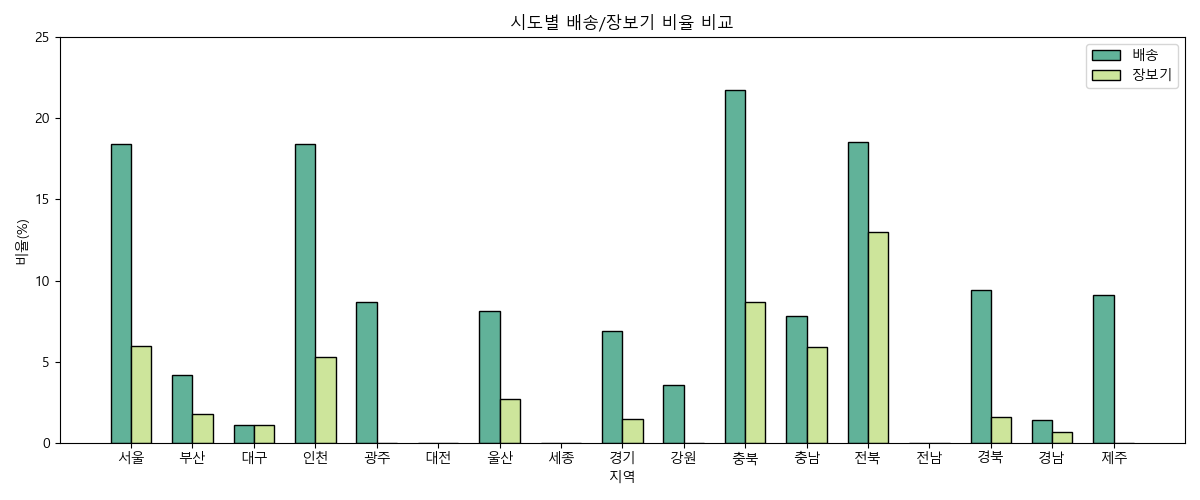 시도별 배송/장보기 비율 비교
배송
장보기
비율(%)
25
20
15
10
5
0
서울 부산 대구 인천 광주 대전 울산 세종 경기 강원 충북 충남 전북 전남 경북 경남 제주
지역